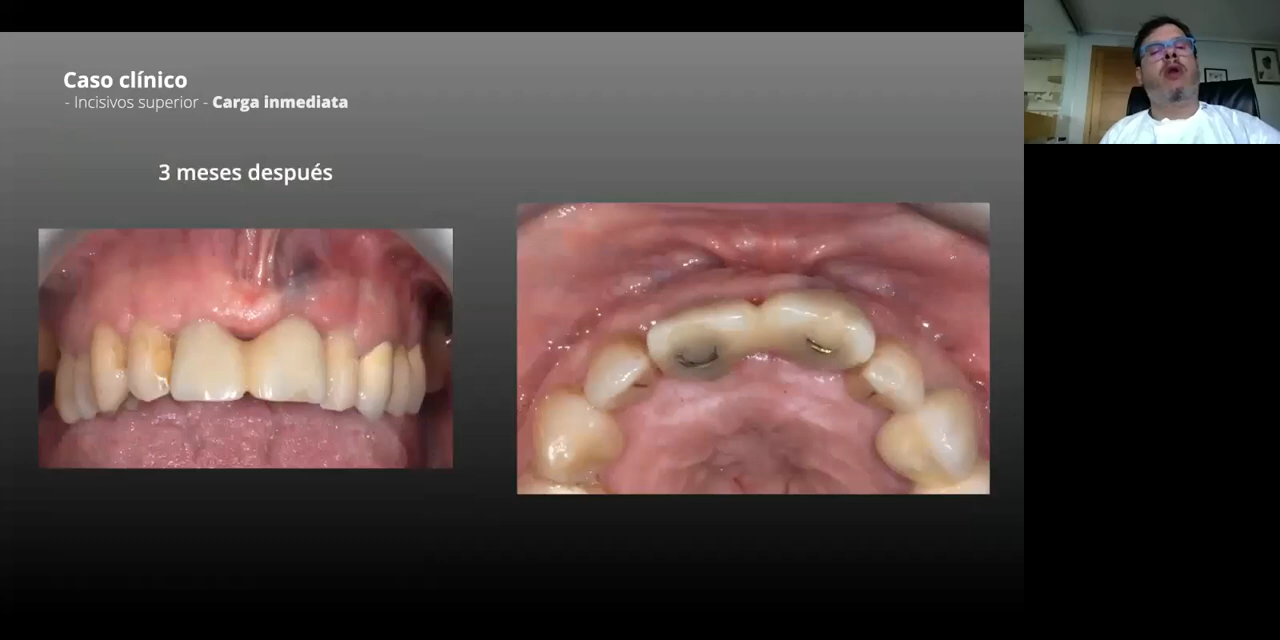 Caso clínico
- Incisivos superior - Carga inmediata
3 meses después